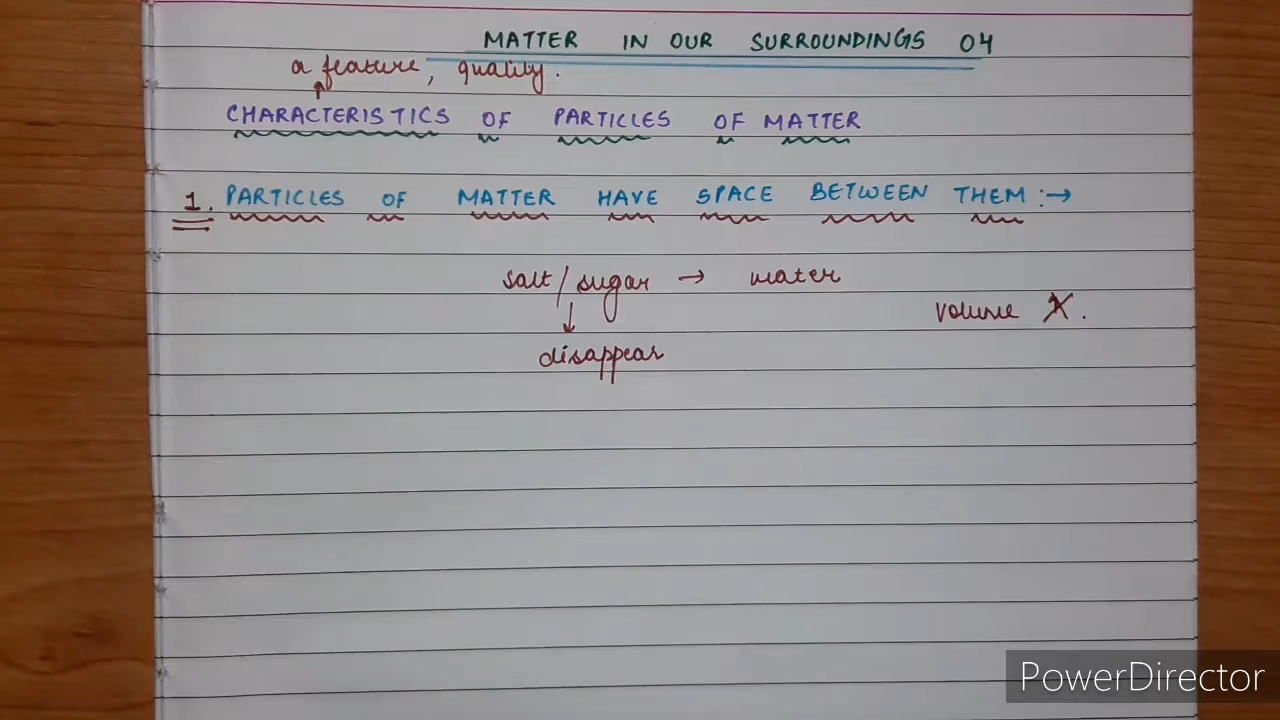 MATTER IN OUR SURROUNDINGS 04
a feature, quality.
CHARACTERISTICS OF PARTICLES OF MATTER
1. PARTICLES OF MATTER HAVE SPACE BETWEEN THEM :→
salt/sugar → water
volume X.
↓
disappear
PowerDirector